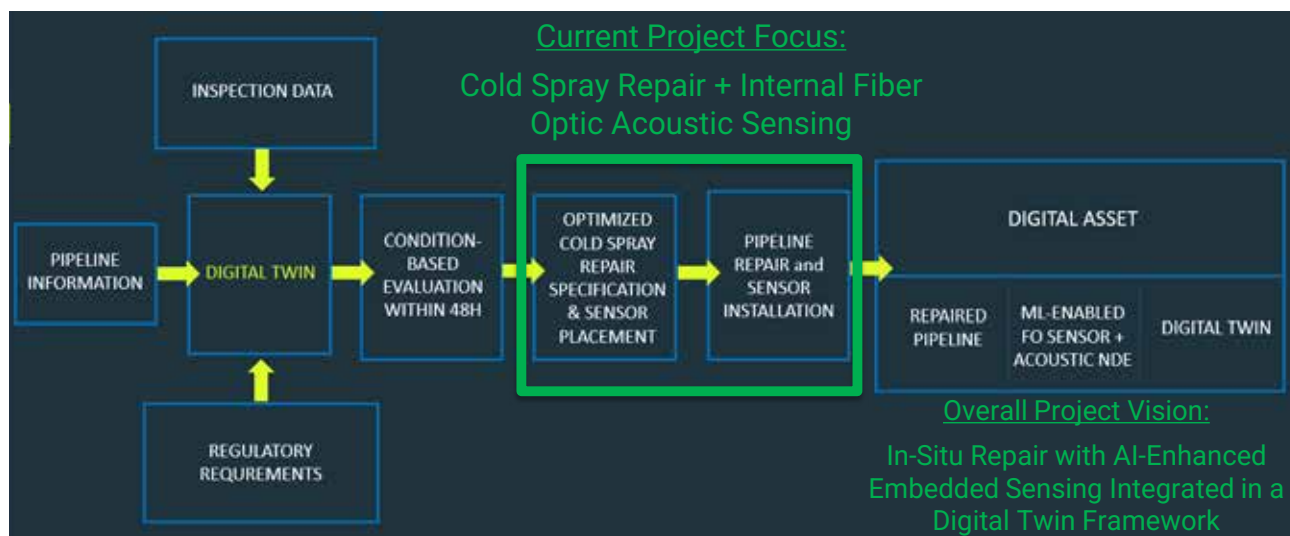 Current Project Focus:
Cold Spray Repair + Internal Fiber
Optic Acoustic Sensing
INSPECTION DATA
PIPELINE
INFORMATION
DIGITAL TWIN
REGULATORY
REQUREMENTS
CONDITION-
BASED
EVALUATION
WITHIN 48H
OPTIMIZED
COLD SPRAY
REPAIR
SPECIFICATION
& SENSOR
PLACEMENT
PIPELINE
REPAIR and
SENSOR
INSTALLATION
DIGITAL ASSET
REPAIRED
PIPELINE
ML-ENABLED
FO SENSOR +
ACOUSTIC NDE
DIGITAL TWIN
Overall Project Vision:
In-Situ Repair with AI-Enhanced
Embedded Sensing Integrated in a
Digital Twin Framework